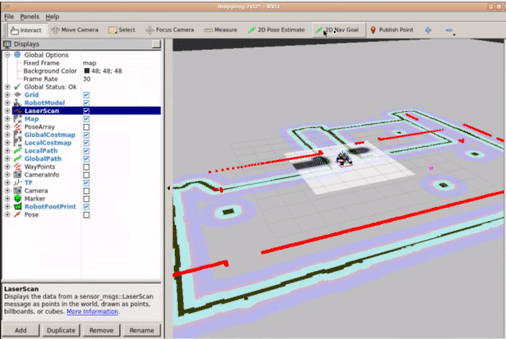 mapping.rviz* - RViz
File Panels Help
Interact Move Camera Select Focus Camera Measure 2D Pose Estimate 2D Nav Goal Publish Point
Displays
Global Options
Fixed Frame map
Background Color 48; 48; 48
Frame Rate 30
Global Status: Ok
Grid
RobotModel
LaserScan
Map
PoseArray
GlobalCostmap
LocalCostmap
LocalPath
GlobalPath
WayPoints
CameraInfo
TF
Camera
Marker
RobotFootPrint
Pose
LaserScan
Displays the data from a sensor_msgs::LaserScan
message as points in the world, drawn as points,
billboards, or cubes. More Information.
Add Duplicate Remove Rename